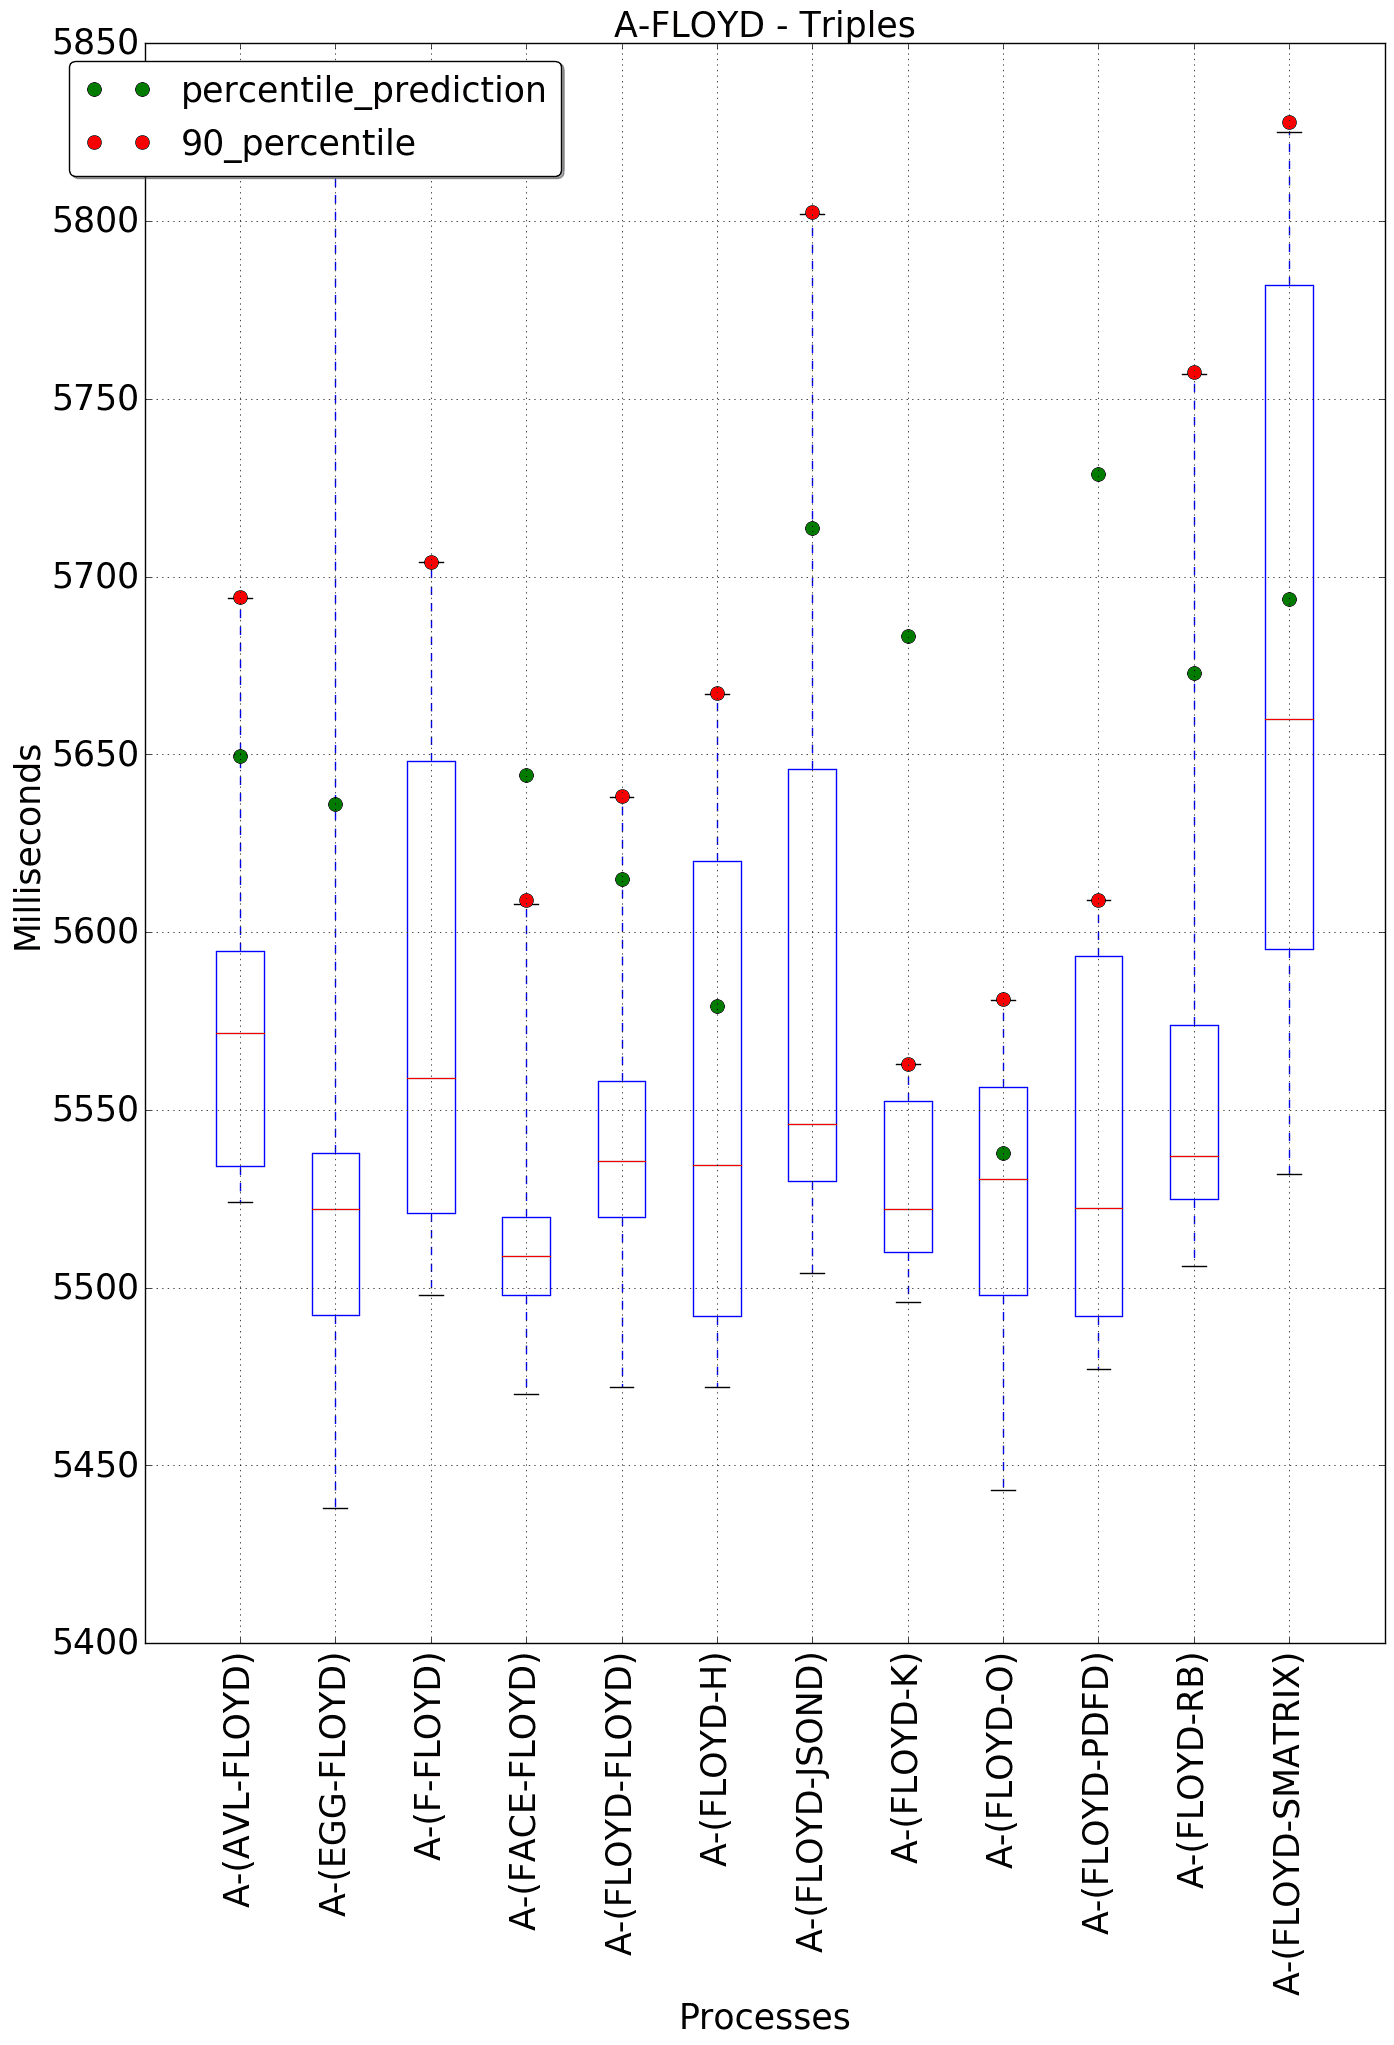 A-FLOYD - Triples
percentile_prediction
90_percentile
5850
5800
5750
5700
5650
5600
5550
5500
5450
5400
Milliseconds
A-(AVL-FLOYD)
A-(EGG-FLOYD)
A-(F-FLOYD)
A-(FACE-FLOYD)
A-(FLOYD-FLOYD)
A-(FLOYD-H)
A-(FLOYD-JSOND)
A-(FLOYD-K)
A-(FLOYD-O)
A-(FLOYD-PDFD)
A-(FLOYD-RB)
A-(FLOYD-SMATRIX)
Processes